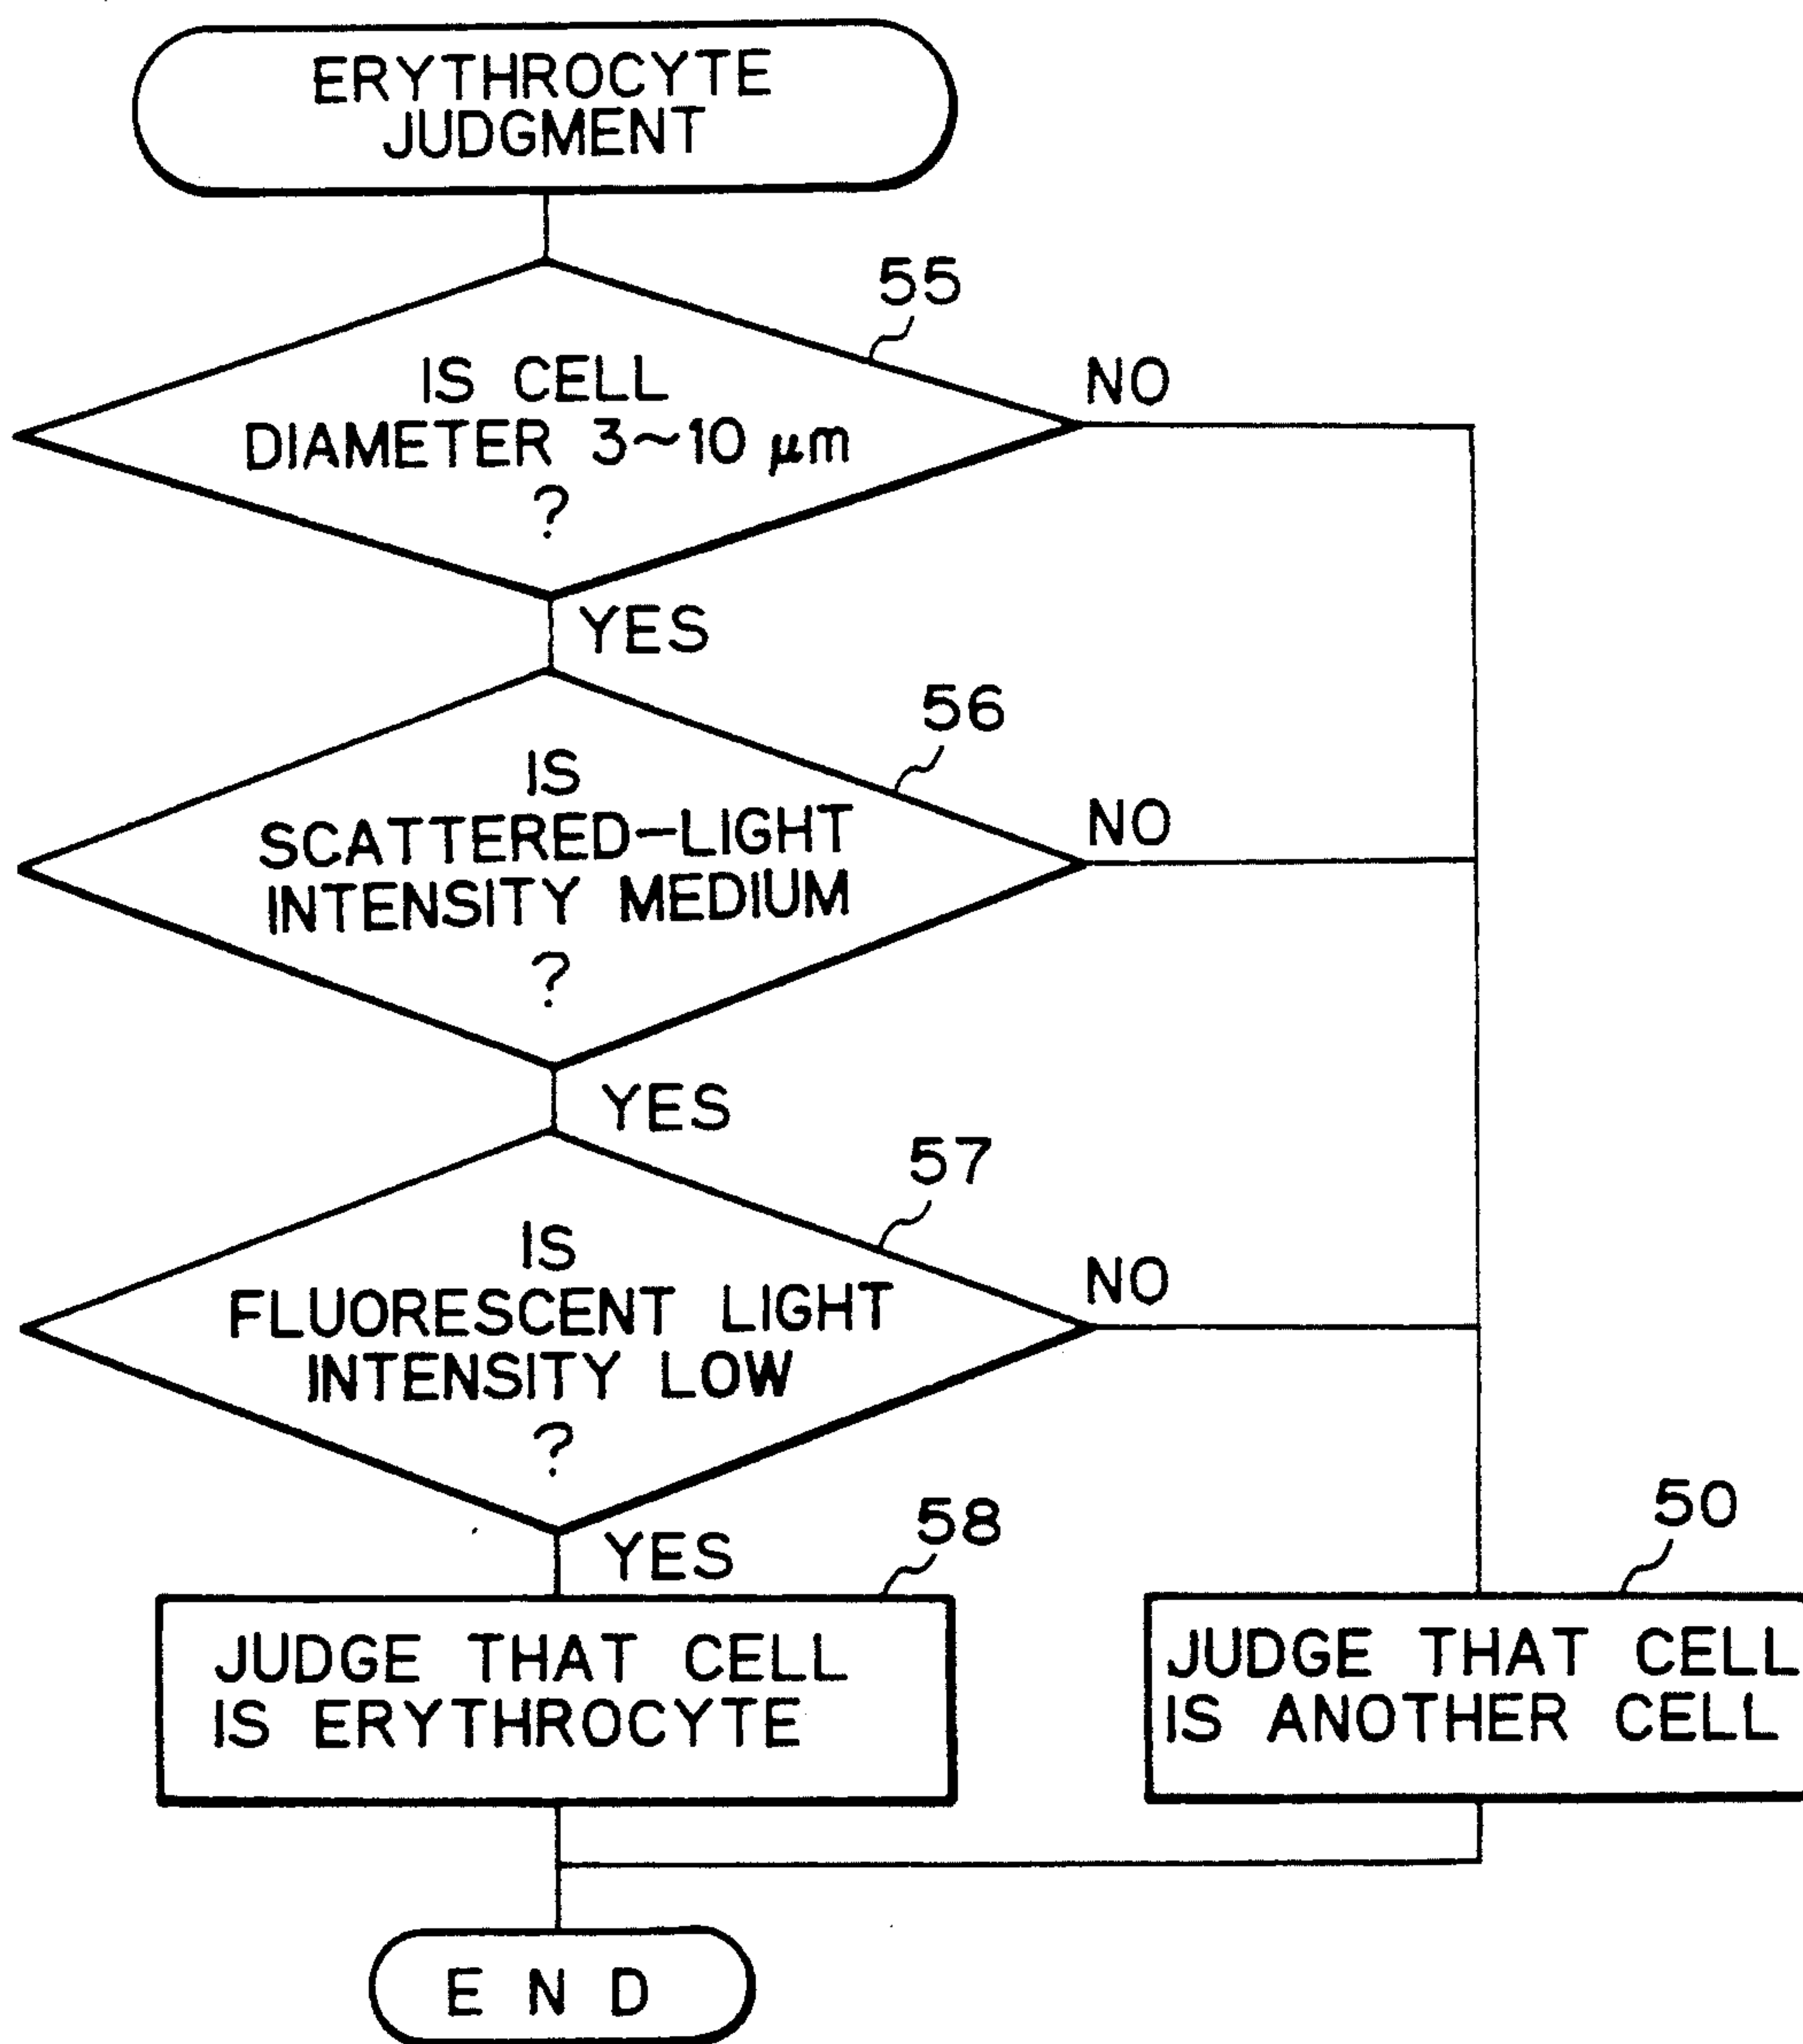 ERYTHROCYTE
JUDGMENT
55
IS CELL
DIAMETER 3~10 μm
?
NO
YES
56
IS
SCATTERED-LIGHT
INTENSITY MEDIUM
?
NO
YES
57
IS
FLUORESCENT LIGHT
INTENSITY LOW
?
NO
YES
58
JUDGE THAT CELL
IS ERYTHROCYTE
50
JUDGE THAT CELL
IS ANOTHER CELL
END